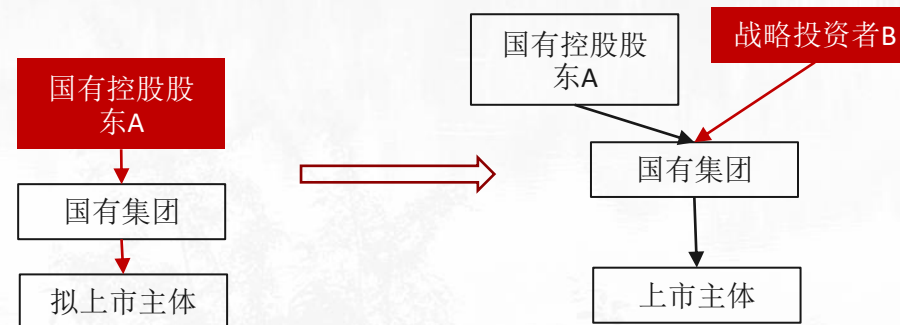 国有控股股
东A
国有集团
拟上市主体
国有控股股
东A
战略投资者B
国有集团
上市主体